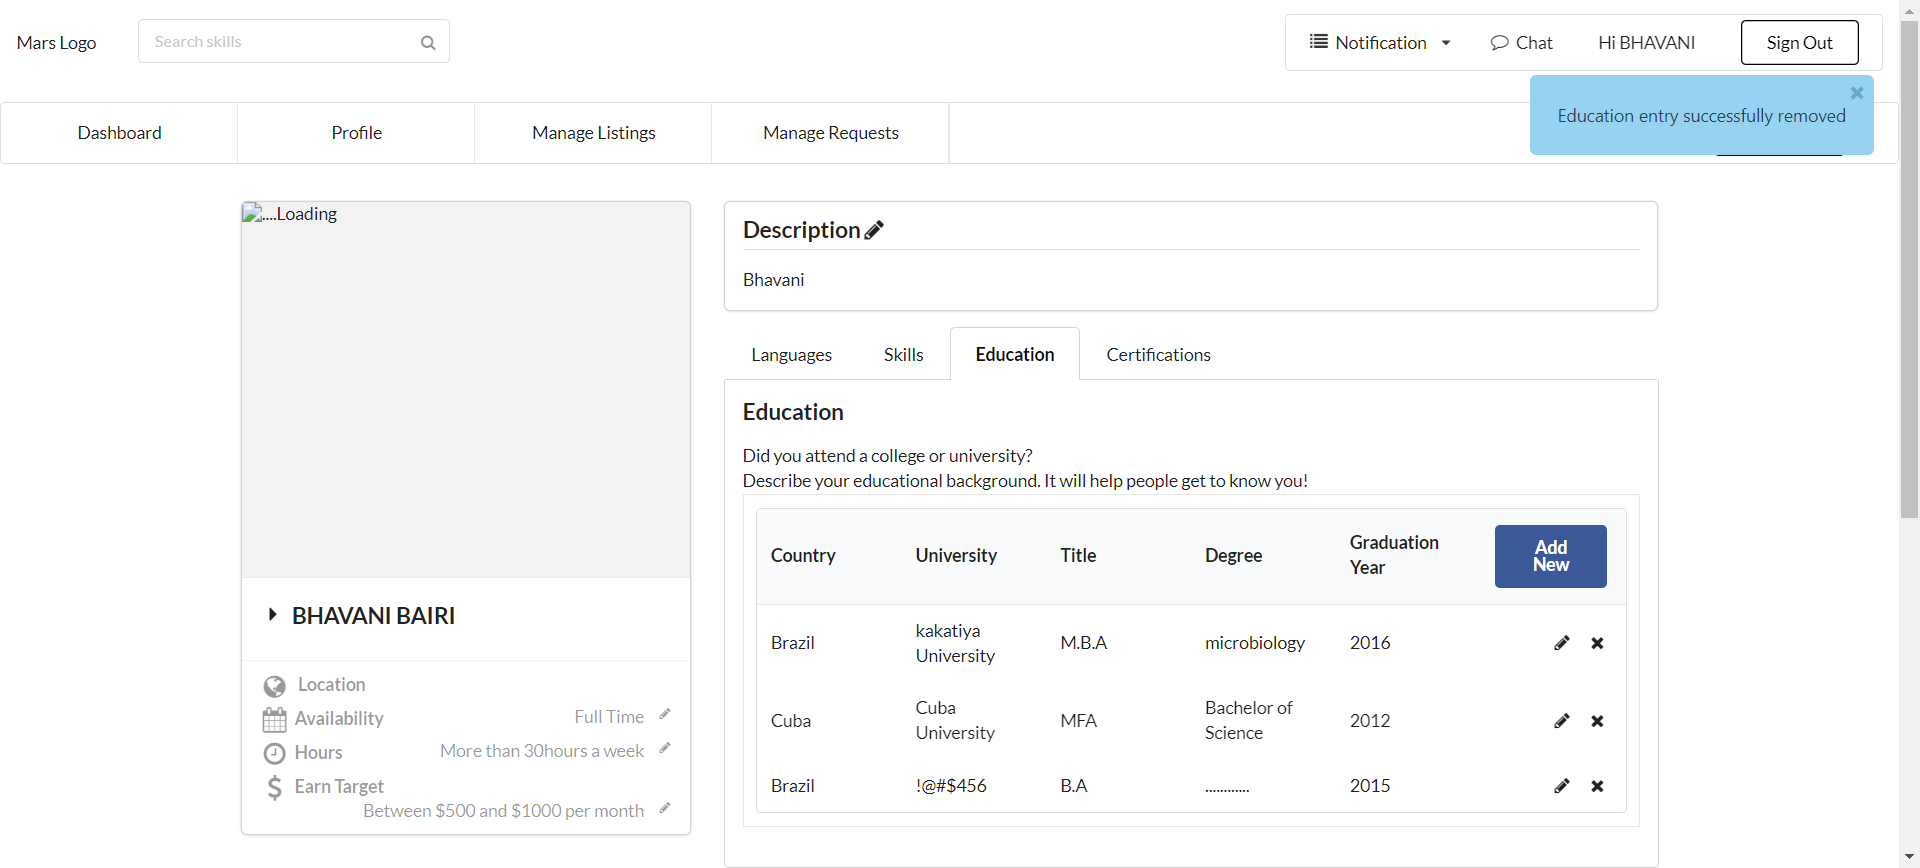 Mars Logo
Search skills
Notification
Chat
Hi BHAVANI
Sign Out
Education entry successfully removed
Dashboard
Profile
Manage Listings
Manage Requests
....Loading
BHAVANI BAIRI
Location
Availability
Full Time
Hours
More than 30hours a week
Earn Target
Between $500 and $1000 per month
Description
Bhavani
Languages
Skills
Education
Certifications
Education
Did you attend a college or university?
Describe your educational background. It will help people get to know you!
Country
University
Title
Degree
Graduation
Year
Add
New
Brazil
kakatiya
University
M.B.A
microbiology
2016
Cuba
Cuba
University
MFA
Bachelor of
Science
2012
Brazil
!@#$456
B.A
............
2015